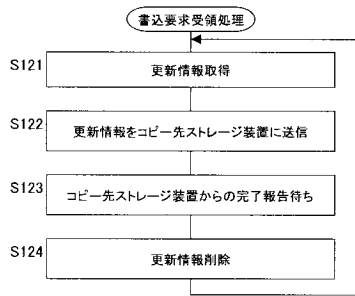 書込要求受領処理
S121
更新情報取得
S122
更新情報をコピー先ストレージ装置に送信
S123
コピー先ストレージ装置からの完了報告待ち
S124
更新情報削除